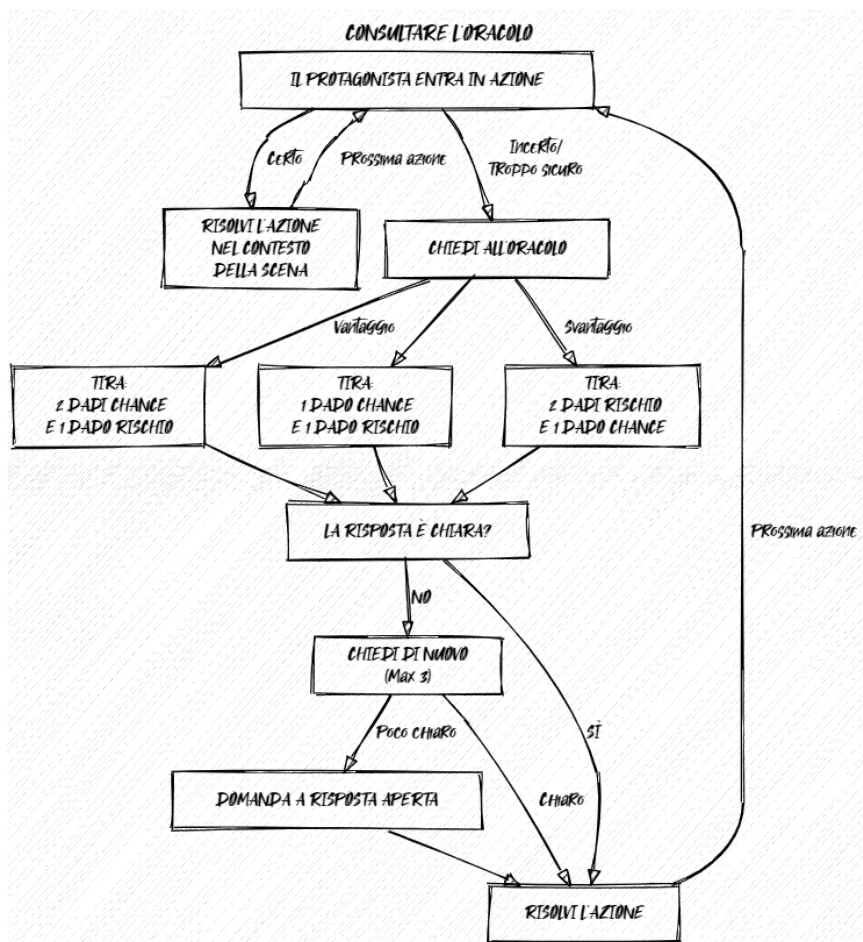 CONSULTARE L'ORACOLO
IL PROTAGONISTA ENTRA IN AZIONE
CERTO
PROSSIMA AZIONE
INCERTO/
TROPPO SICURO
RISOLVI L'AZIONE
NEL CONTESTO
DELLA SCENA
CHIEDI ALL'ORACOLO
VANTAGGIO
SVANTAGGIO
TIRA:
2 DADI CHANCE
E 1 DADO RISCHIO
TIRA:
1 DADO CHANCE
E 1 DADO RISCHIO
TIRA:
2 DADI RISCHIO
E 1 DADO CHANCE
LA RISPOSTA È CHIARA?
PROSSIMA AZIONE
NO
CHIEDI DI NUOVO
(MAX 3)
POCO CHIARO
SÌ
DOMANDA A RISPOSTA APERTA
CHIARO
RISOLVI L'AZIONE